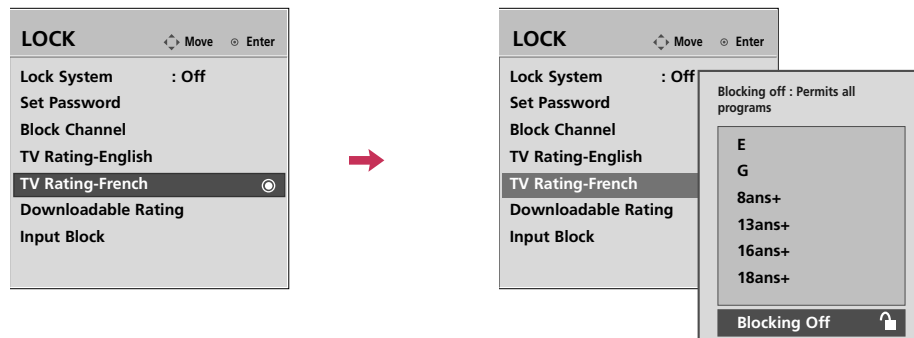 LOCK Move Enter
Lock System : Off
Set Password
Block Channel
TV Rating-English
TV Rating-French
Downloadable Rating
Input Block
LOCK Move Enter
Lock System : Off
Set Password
Block Channel
TV Rating-English
TV Rating-French
Downloadable Rating
Input Block
Blocking off : Permits all
programs
E
G
8ans+
13ans+
16ans+
18ans+
Blocking Off